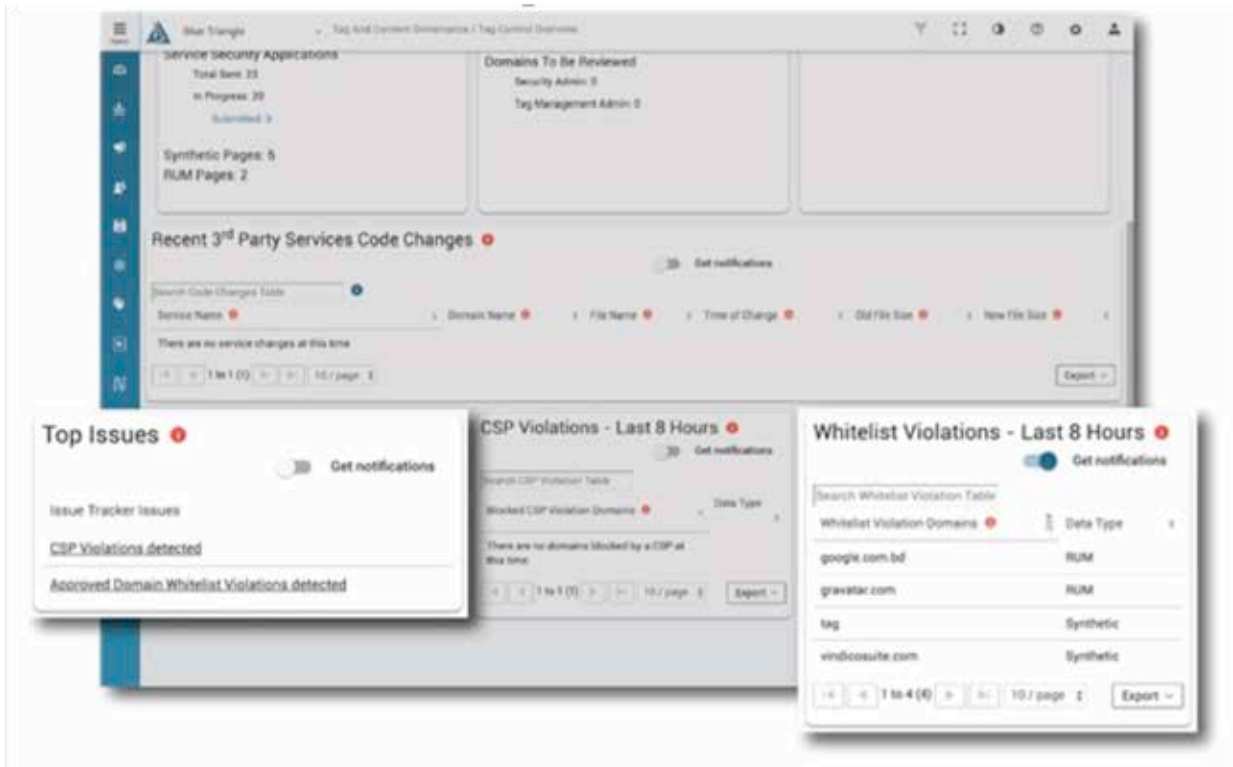 Blue Triangle
Tag And Content Governance / Tag Control Overview
Service Security Applications
Total Sent: 23
In Progress: 20
Submitted: 3
Synthetic Pages: 5
RUM Pages: 2
Domains To Be Reviewed
Security Admin: 0
Tag Management Admin: 0
Recent 3rd Party Services Code Changes
Get notifications
Search Code Changes Table
Service Name
Domain Name
File Name
Time of Change
Old File Size
New File Size
There are no service changes at this time
1 to 1 (1)
10 / page
Export
Top Issues
Get notifications
Issue Tracker Issues
CSP Violations detected
Approved Domain Whitelist Violations detected
CSP Violations - Last 8 Hours
Get notifications
Search CSP Violation Table
Blocked CSP Violation Domains
Data Type
There are no domains blocked by a CSP at
this time
1 to 1 (1)
10 / page
Export
Whitelist Violations - Last 8 Hours
Get notifications
Search Whitelist Violation Table
Whitelist Violation Domains
Data Type
google.com.bd
RUM
gravatar.com
RUM
tag
Synthetic
vindicosuite.com
Synthetic
1 to 4 (4)
10 / page
Export